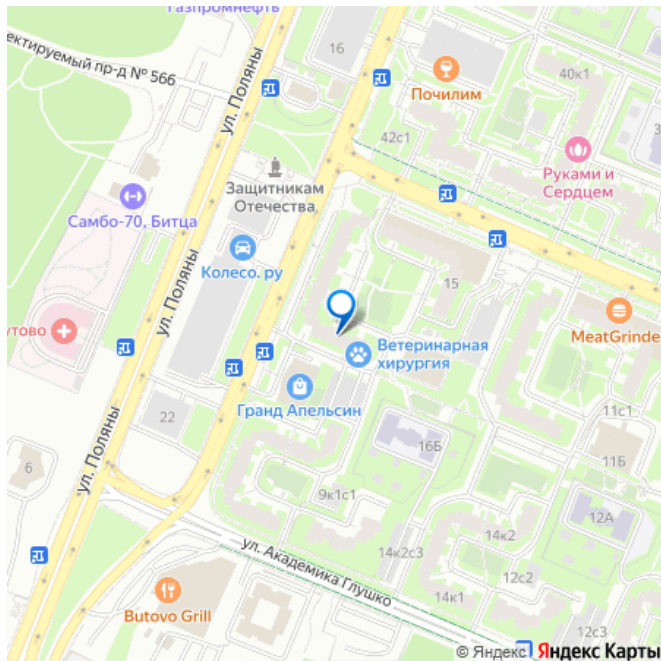 Газпромнефть
ектируемый пр-д № 566
ул. Поляны
16
Почилим
40к1
42с1
3
Руками и
Сердцем
Защитникам
Отечества
Самбо-70, Битца
Колесо.ру
15
ул. Поляны
утово
MeatGrinde
Ветеринарная
хирургия
Гранд Апельсин
22
11с1
16Б
11Б
ул. Поляны
6
9к1с1
12А
14к2
ул. Академика Глушко
14к2с3
12с2
14к1
Butovo Grill
12с3
© Яндекс Яндекс Карты